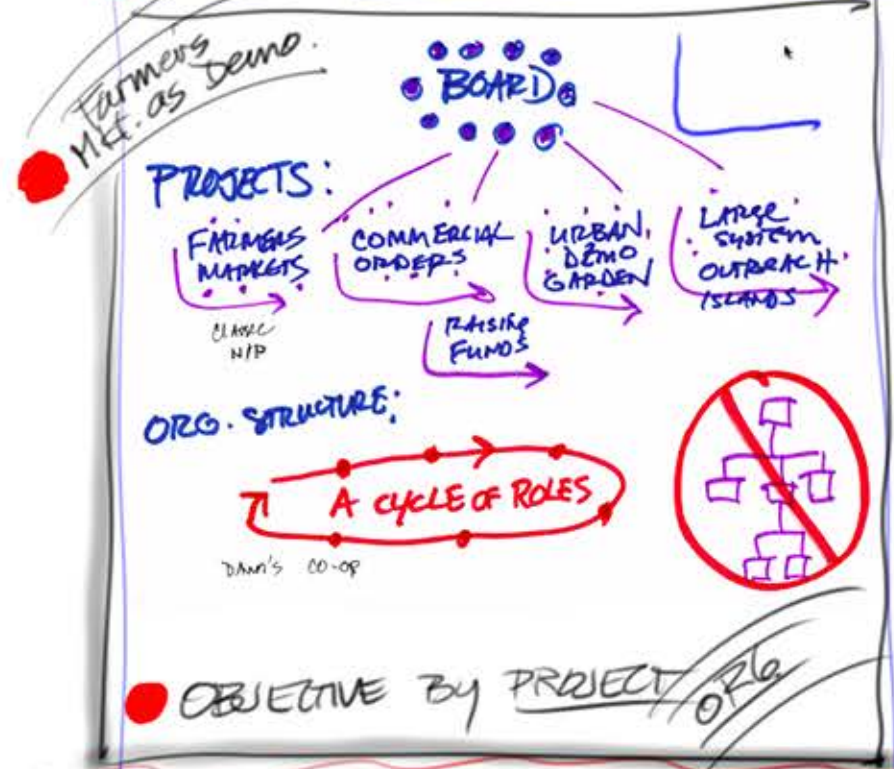 Farmers
Mkt. as Demo.
BOARD
PROJECTS:
FARMERS
MARKETS
COMMERCIAL
ORDERS
URBAN
DEMO
GARDEN
LARGE
SYSTEM
OUTREACH
ISLANDS
CLASSIC
N/P
RAISING
FUNDS
ORG. STRUCTURE:
A CYCLE OF ROLES
CO-OP
OBJECTIVE BY PROJECT
ORG.